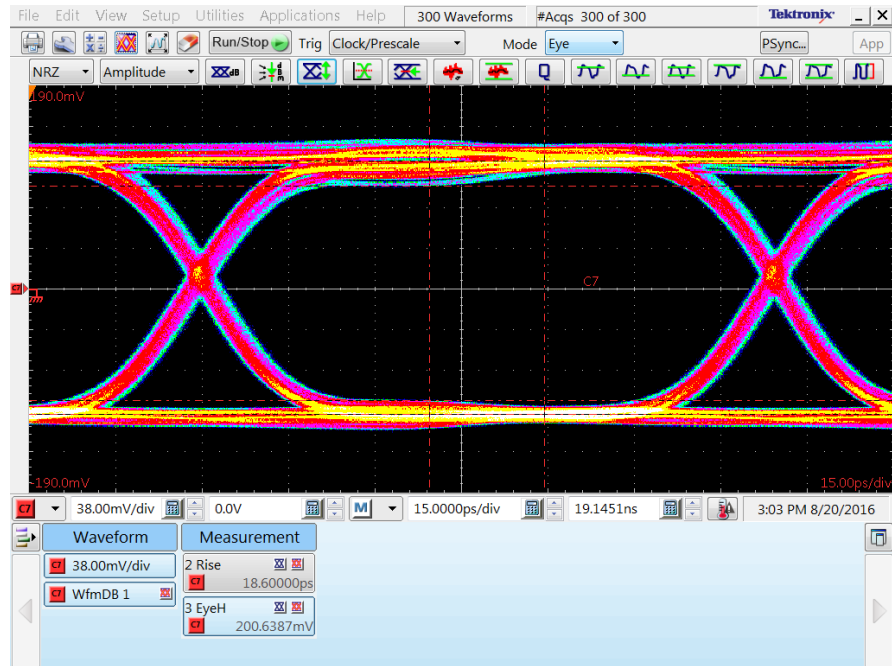 File Edit View Setup Utilities Applications Help 300 Waveforms #Acqs 300 of 300 Tektronix
Run/Stop Trig Clock/Prescale Mode Eye PSync... App
NRZ Amplitude dB Q
190.0mV
C7
C7
-190.0mV 15.00ps/div
C7 38.00mV/div 0.0V M 15.0000ps/div 19.1451ns 3:03 PM 8/20/2016
Waveform Measurement
C7 38.00mV/div 2 Rise
C7 18.60000ps
C7 WfmDB 1 3 EyeH
C7 200.6387mV